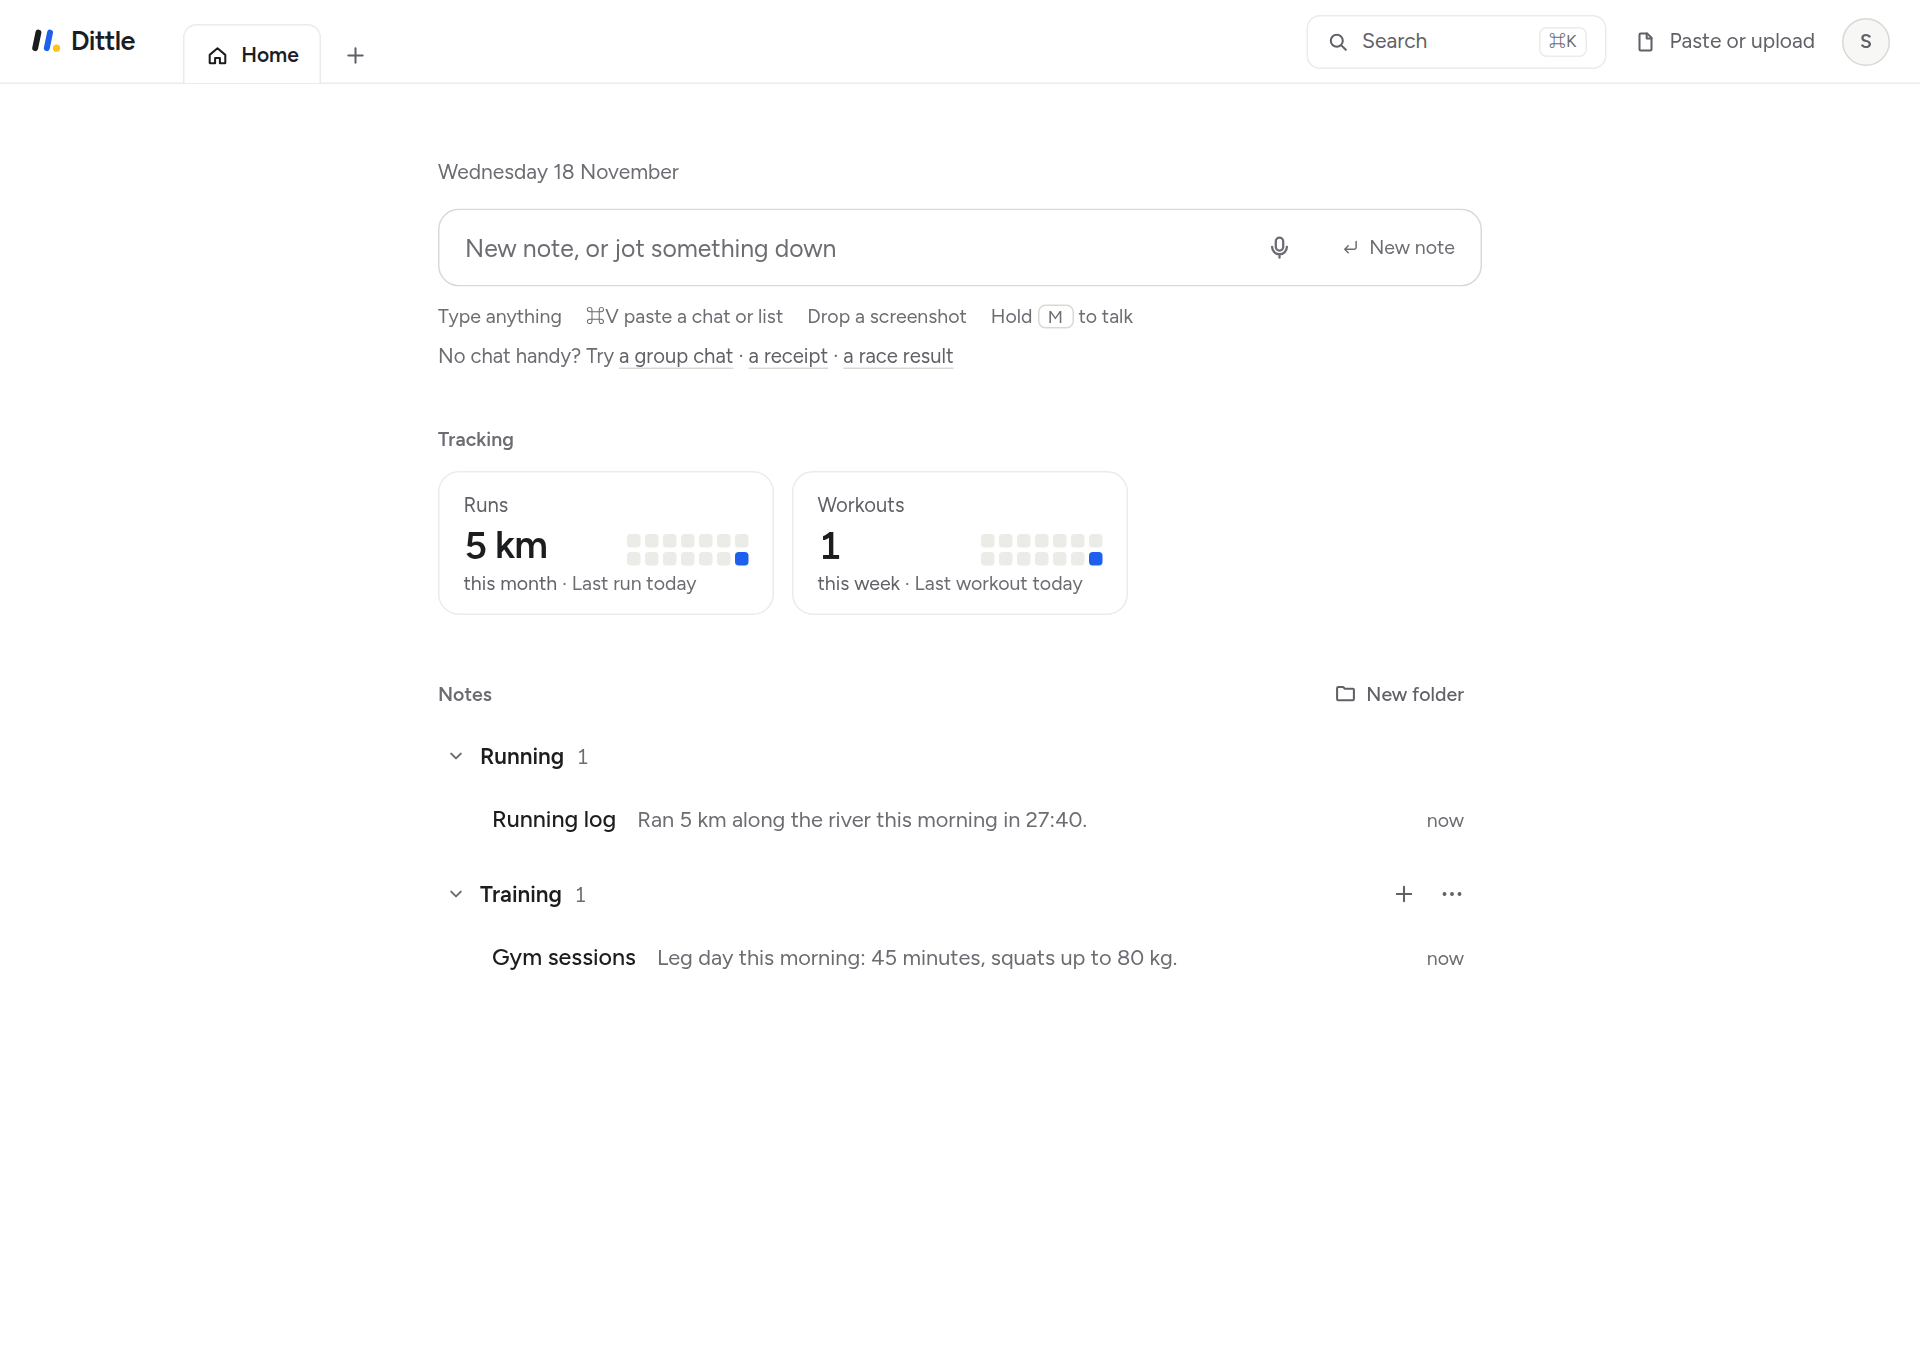 Dittle
Home
Search ⌘K
Paste or upload
S
Wednesday 18 November
New note, or jot something down
New note
Type anything ⌘V paste a chat or list Drop a screenshot Hold M to talk
No chat handy? Try a group chat · a receipt · a race result
Tracking
Runs
5 km
this month · Last run today
Workouts
1
this week · Last workout today
Notes
New folder
Running 1
Running log Ran 5 km along the river this morning in 27:40. now
Training 1
Gym sessions Leg day this morning: 45 minutes, squats up to 80 kg. now